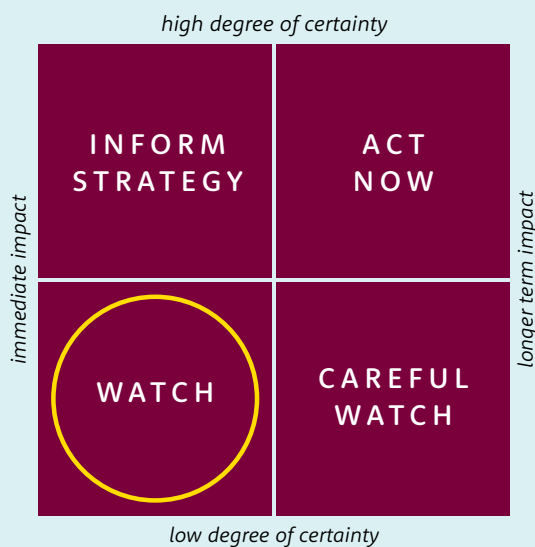 high degree of certainty
INFORM
STRATEGY
ACT
NOW
immediate impact
longer term impact
WATCH
CAREFUL
WATCH
low degree of certainty